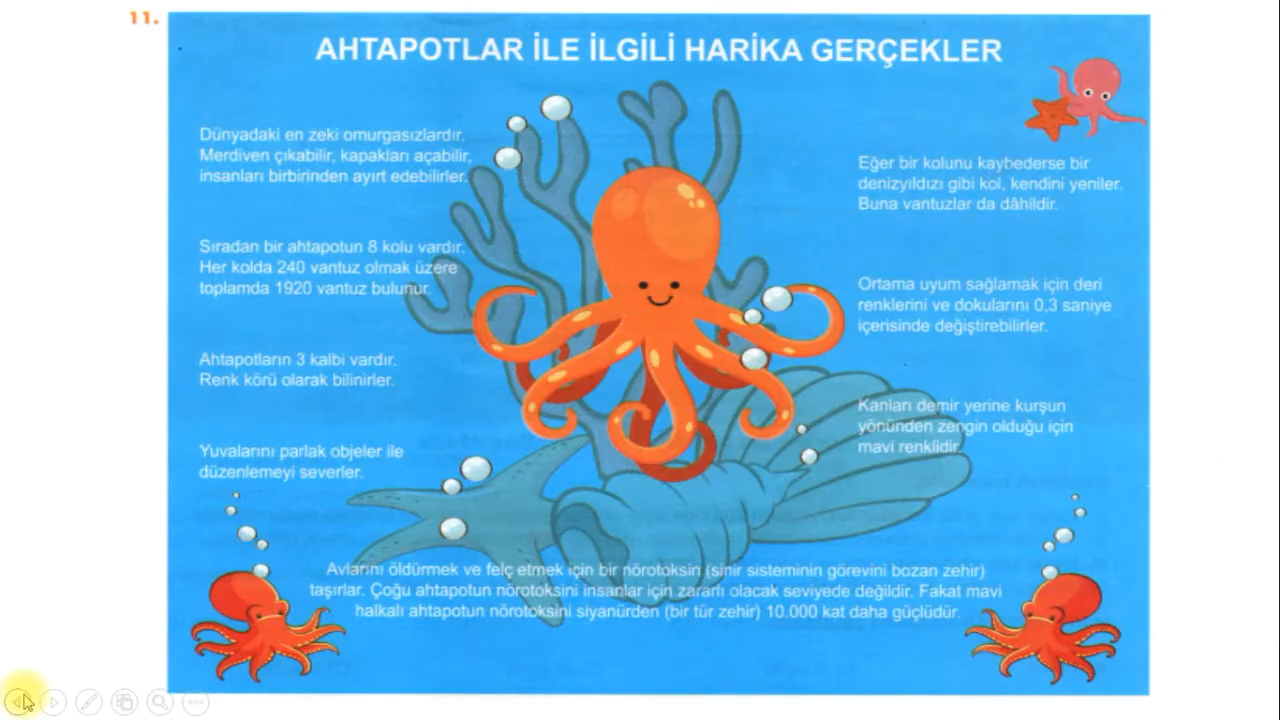 11.
AHTAPOTLAR İLE İLGİLİ HARİKA GERÇEKLER
Dünyadaki en zeki omurgasızlardır.
Merdiven çıkabilir, kapakları açabilir,
insanları birbirinden ayırt edebilirler.
Sıradan bir ahtapotun 8 kolu vardır.
Her kolda 240 vantuz olmak üzere
toplamda 1920 vantuz bulunur.
Ahtapotların 3 kalbi vardır.
Renk körü olarak bilinirler.
Yuvalarını parlak objeler ile
düzenlemeyi severler.
Eğer bir kolunu kaybederse bir
denizyıldızı gibi kol, kendini yeniler.
Buna vantuzlar da dâhildir.
Ortama uyum sağlamak için deri
renklerini ve dokularını 0,3 saniye
içerisinde değiştirebilirler.
Kanları demir yerine kurşun
yönünden zengin olduğu için
mavi renklidir.
Avlarını öldürmek ve felç etmek için bir nörotoksin (sinir sisteminin görevini bozan zehir)
taşırlar. Çoğu ahtapotun nörotoksini insanlar için zararlı olacak seviyede değildir. Fakat mavi
halkalı ahtapotun nörotoksini siyanürden (bir tür zehir) 10.000 kat daha güçlüdür.